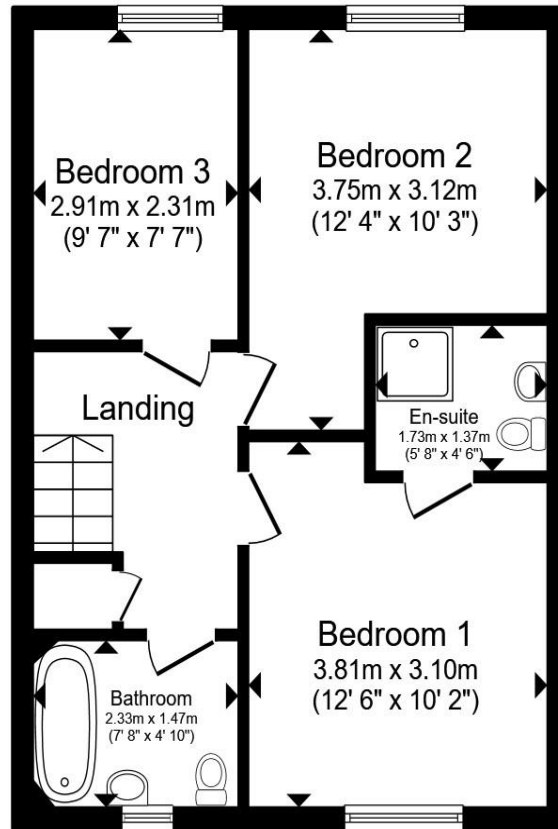 Bedroom 3
2.91m x 2.31m
(9' 7" x 7' 7")
Bedroom 2
3.75m x 3.12m
(12' 4" x 10' 3")
Landing
En-suite
1.73m x 1.37m
(5' 8" x 4' 6")
Bedroom 1
3.81m x 3.10m
(12' 6" x 10' 2")
Bathroom
2.33m x 1.47m
(7' 8" x 4' 10")